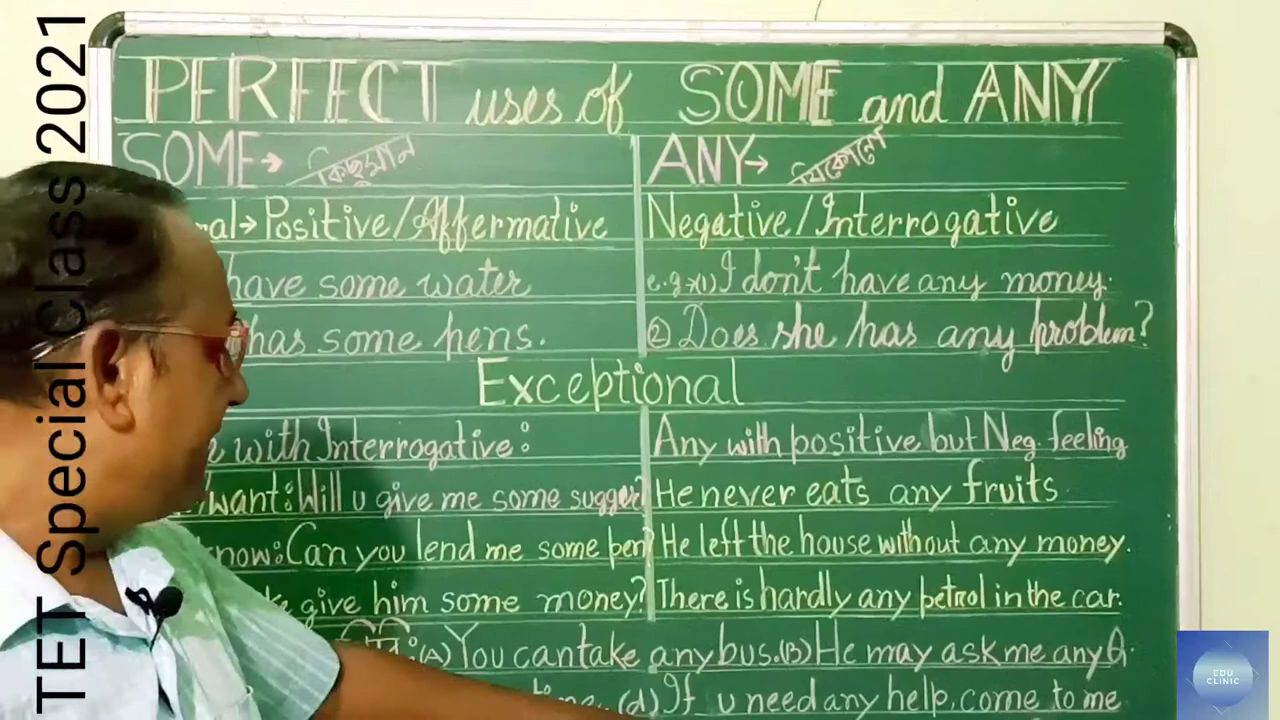 TET Special Class 2021
PERFECT uses of SOME and ANY
SOME→ কিছুমান
ANY→ যিকোনো
al→Positive/Affermative
Negative/Interrogative
have some water
e.g→(1) I don't have any money.
has some pens.
(2) Does she has any problem?
Exceptional
with Interrogative:
Any with positive but Neg. feeling
want: Will u give me some sugger?
He never eats any fruits.
know: Can you lend me some pen?
He left the house without any money.
give him some money?
There is hardly any petrol in the car.
(A) You can take any bus. (B) He may ask me any Q.
(d) If u need any help, come to me
EDU
CLINIC